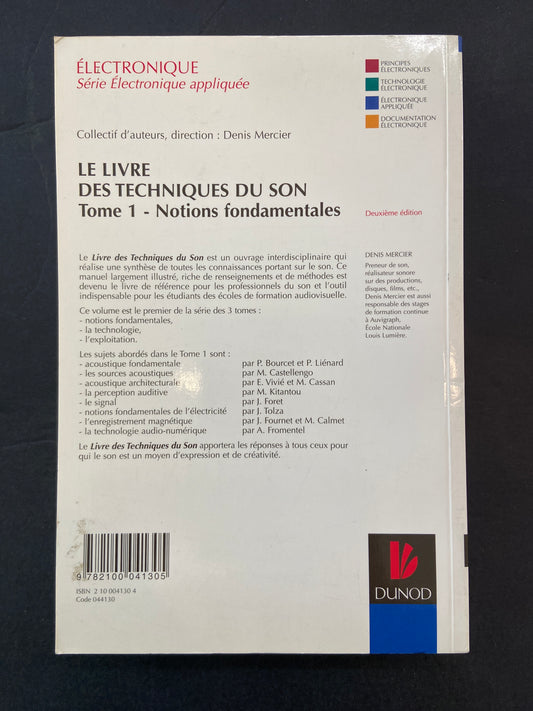 ÉLECTRONIQUE
Série Électronique appliquée
PRINCIPES
ÉLECTRONIQUES
TECHNOLOGIE
ÉLECTRONIQUE
ÉLECTRONIQUE
APPLIQUÉE
DOCUMENTATION
ÉLECTRONIQUE
Collectif d'auteurs, direction : Denis Mercier
LE LIVRE
DES TECHNIQUES DU SON
Tome 1 - Notions fondamentales
Deuxième édition
Le Livre des Techniques du Son est un ouvrage interdisciplinaire qui
réalise une synthèse de toutes les connaissances portant sur le son. Ce
manuel largement illustré, riche de renseignements et de méthodes est
devenu le livre de référence pour les professionnels du son et l'outil
indispensable pour les étudiants des écoles de formation audiovisuelle.
Ce volume est le premier de la série des 3 tomes :
- notions fondamentales,
- la technologie,
- l'exploitation.
Les sujets abordés dans le Tome 1 sont :
- acoustique fondamentale par P. Bourcet et P. Liénard
- les sources acoustiques par M. Castellengo
- acoustique architecturale par E. Vivié et M. Cassan
- la perception auditive par M. Kitantou
- le signal par J. Foret
- notions fondamentales de l'électricité par J. Tolza
- l'enregistrement magnétique par J. Fournet et M. Calmet
- la technologie audio-numérique par A. Fromentel
Le Livre des Techniques du Son apportera les réponses à tous ceux pour
qui le son est un moyen d'expression et de créativité.
DENIS MERCIER
Preneur de son,
réalisateur sonore
sur des productions,
disques, films, etc.,
Denis Mercier est aussi
responsable des stages
de formation continue
à Auvigraph,
École Nationale
Louis Lumière.
9 782100 041305
ISBN 2 10 004130 4
Code 044130
DUNOD